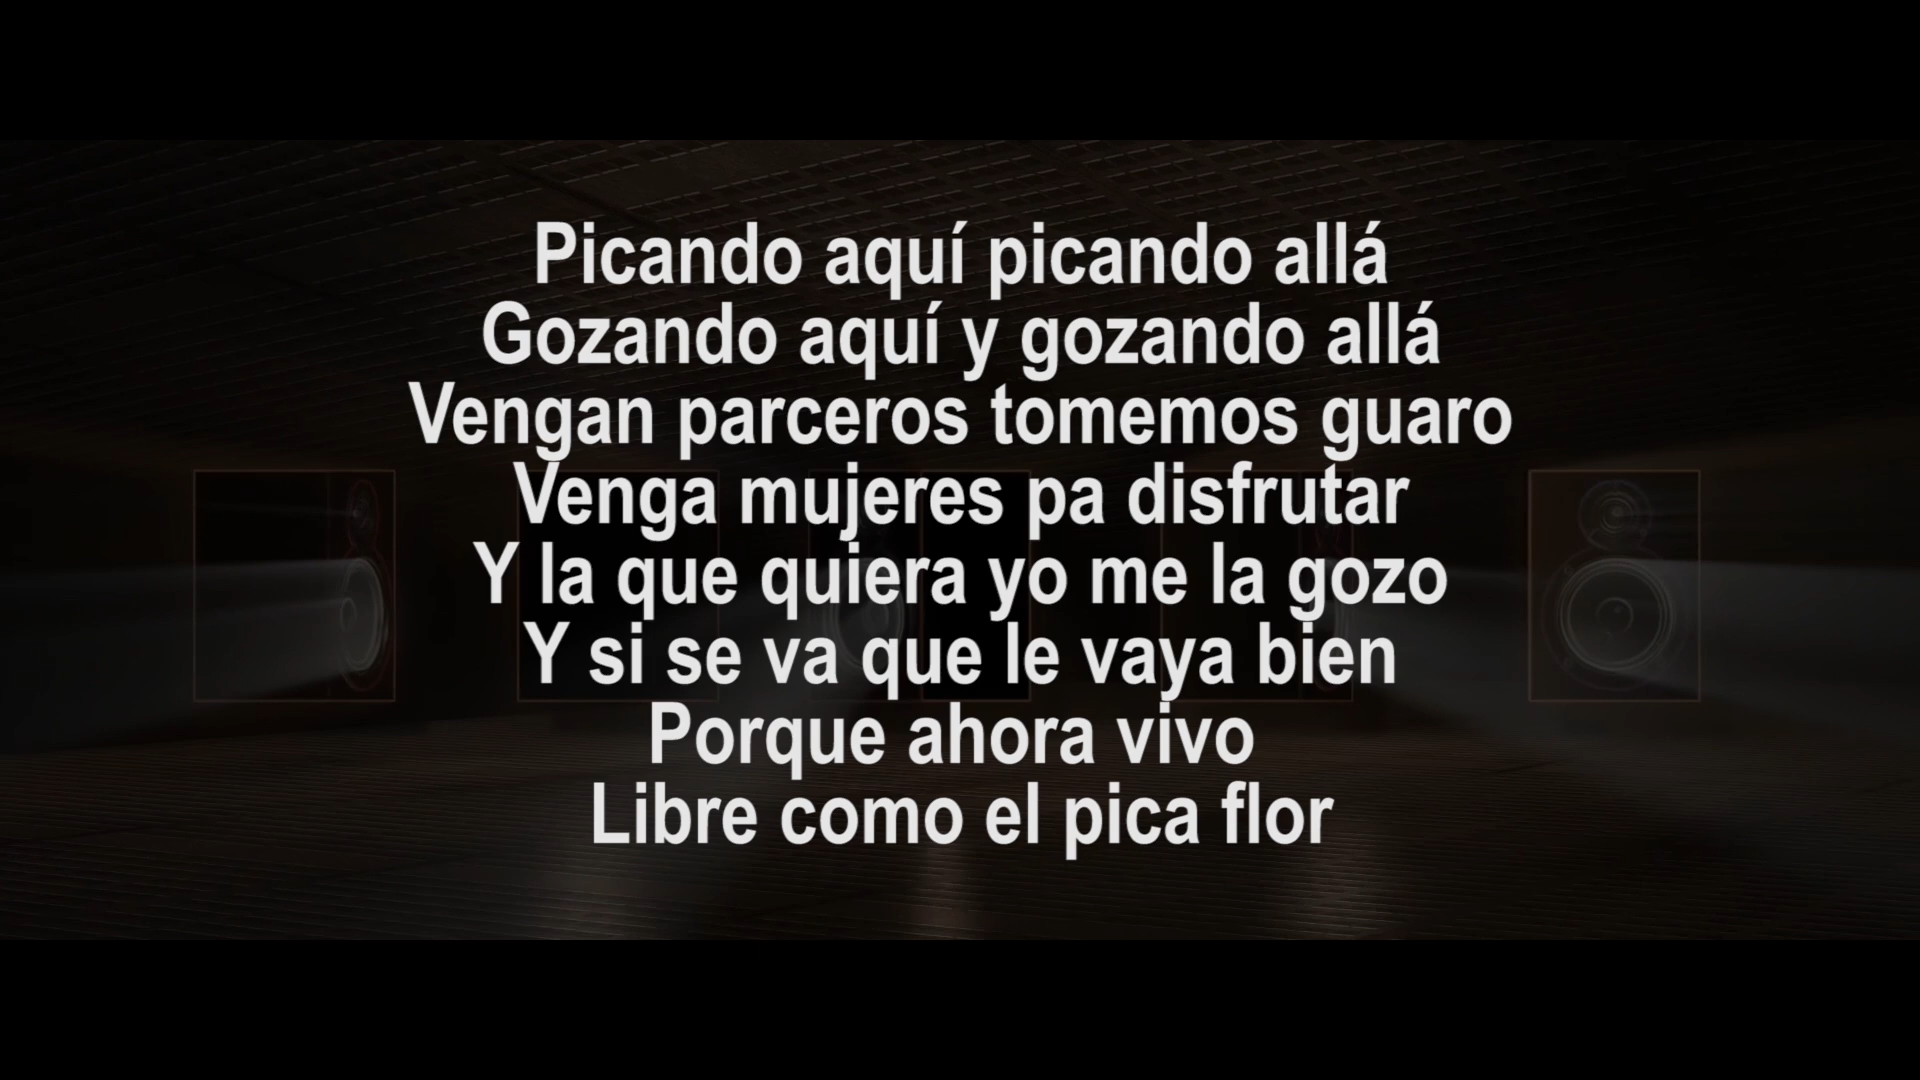 Picando aquí picando allá
Gozando aquí y gozando allá
Vengan parceros tomemos guaro
Venga mujeres pa disfrutar
Y la que quiera yo me la gozo
Y si se va que le vaya bien
Porque ahora vivo
Libre como el pica flor